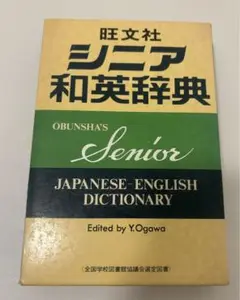 旺文社
シニア
和英辞典
OBUNSHA'S
Senior
JAPANESE-ENGLISH
DICTIONARY
Edited by Y.Ogawa
(全国学校図書館協議会選定図書)